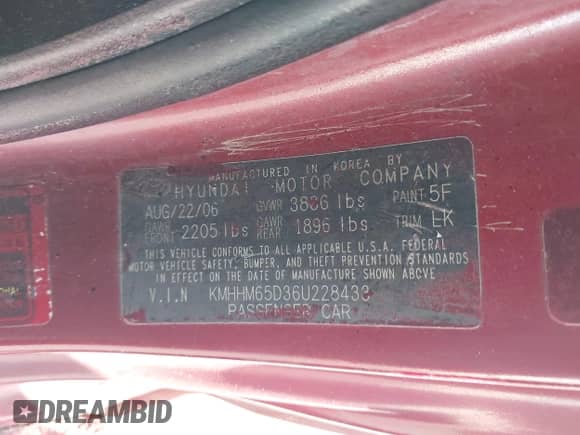 MANUFACTURED IN KOREA BY
HYUNDAI MOTOR COMPANY
AUG/22/06 GVWR 3836 lbs PAINT 5F
GAWR FRONT 2205 lbs GAWR REAR 1896 lbs TRIM LK
THIS VEHICLE CONFORMS TO ALL APPLICABLE U.S.A. FEDERAL
MOTOR VEHICLE SAFETY, BUMPER, AND THEFT PREVENTION STANDARDS
IN EFFECT ON THE DATE OF MANUFACTURE SHOWN ABOVE
V.I.N KMHHM65D36U228433
PASSENGER CAR
DREAMBID